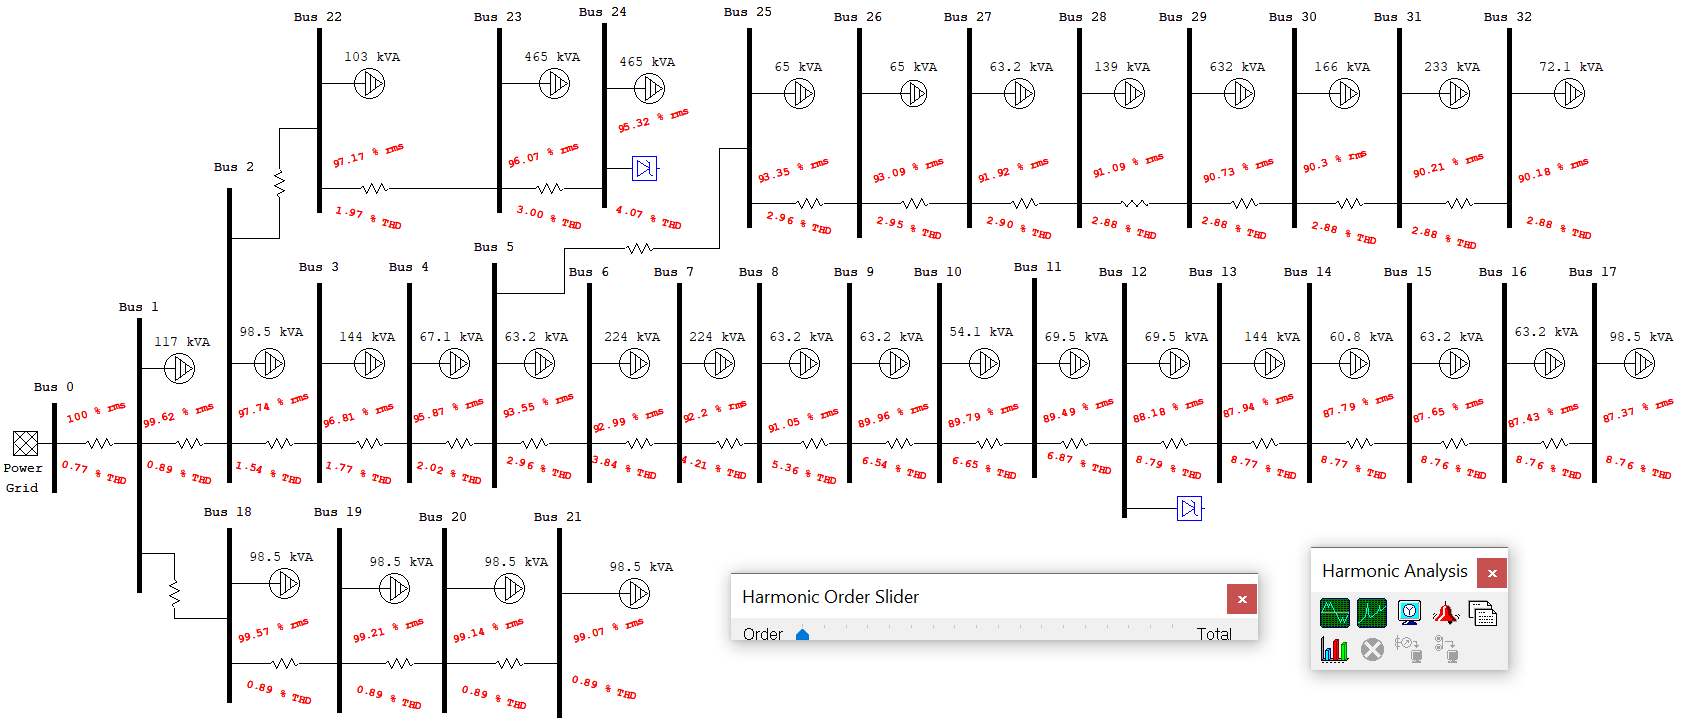 Bus 22
Bus 23
Bus 24
Bus 25
Bus 26
Bus 27
Bus 28
Bus 29
Bus 30
Bus 31
Bus 32
103 kVA
465 kVA
465 kVA
65 kVA
65 kVA
63.2 kVA
139 kVA
632 kVA
166 kVA
233 kVA
72.1 kVA
97.17 % rms
96.07 % rms
95.32 % rms
93.35 % rms
93.09 % rms
91.92 % rms
91.09 % rms
90.73 % rms
90.3 % rms
90.21 % rms
90.18 % rms
1.97 % THD
3.00 % THD
4.07 % THD
2.96 % THD
2.95 % THD
2.90 % THD
2.88 % THD
2.88 % THD
2.88 % THD
2.88 % THD
2.88 % THD
Bus 2
Bus 5
Bus 0
Bus 1
Bus 3
Bus 4
Bus 6
Bus 7
Bus 8
Bus 9
Bus 10
Bus 11
Bus 12
Bus 13
Bus 14
Bus 15
Bus 16
Bus 17
117 kVA
98.5 kVA
144 kVA
67.1 kVA
63.2 kVA
224 kVA
224 kVA
63.2 kVA
63.2 kVA
54.1 kVA
69.5 kVA
69.5 kVA
144 kVA
60.8 kVA
63.2 kVA
63.2 kVA
98.5 kVA
100 % rms
99.62 % rms
97.74 % rms
96.81 % rms
95.87 % rms
93.55 % rms
92.99 % rms
92.2 % rms
91.05 % rms
89.96 % rms
89.79 % rms
89.49 % rms
88.18 % rms
87.94 % rms
87.79 % rms
87.65 % rms
87.43 % rms
87.37 % rms
Power
Grid
0.77 % THD
0.89 % THD
1.54 % THD
1.77 % THD
2.02 % THD
2.96 % THD
3.84 % THD
4.21 % THD
5.36 % THD
6.54 % THD
6.65 % THD
6.87 % THD
8.79 % THD
8.77 % THD
8.77 % THD
8.76 % THD
8.76 % THD
8.76 % THD
Bus 18
Bus 19
Bus 20
Bus 21
98.5 kVA
98.5 kVA
98.5 kVA
98.5 kVA
99.57 % rms
99.21 % rms
99.14 % rms
99.07 % rms
0.89 % THD
0.89 % THD
0.89 % THD
0.89 % THD
Harmonic Order Slider
Order
Total
Harmonic Analysis